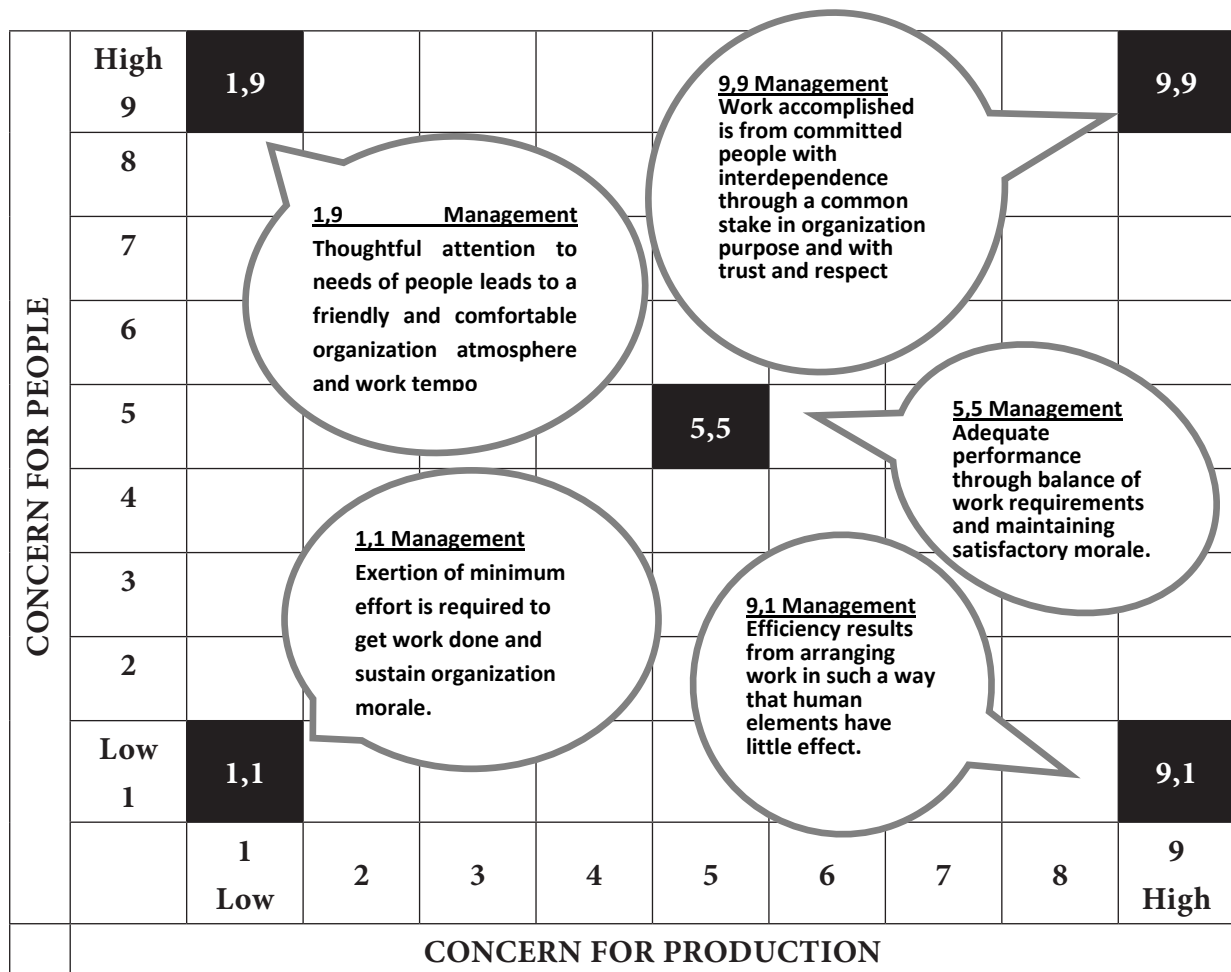 CONCERN FOR PEOPLE
High
9
8
7
6
5
4
3
2
Low
1
1,9
9,9
5,5
1,1
9,1
1,9 Management
Thoughtful attention to
needs of people leads to a
friendly and comfortable
organization atmosphere
and work tempo
9,9 Management
Work accomplished
is from committed
people with
interdependence
through a common
stake in organization
purpose and with
trust and respect
5,5 Management
Adequate
performance
through balance of
work requirements
and maintaining
satisfactory morale.
1,1 Management
Exertion of minimum
effort is required to
get work done and
sustain organization
morale.
9,1 Management
Efficiency results
from arranging
work in such a way
that human
elements have
little effect.
1
Low
2
3
4
5
6
7
8
9
High
CONCERN FOR PRODUCTION